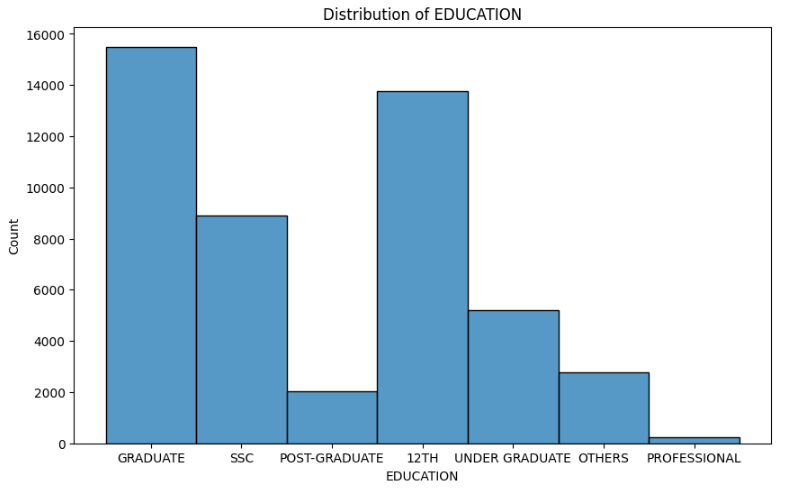 Distribution of EDUCATION
16000
14000
12000
10000
8000
6000
4000
2000
0
Count
GRADUATE SSC POST-GRADUATE 12TH UNDER GRADUATE OTHERS PROFESSIONAL
EDUCATION